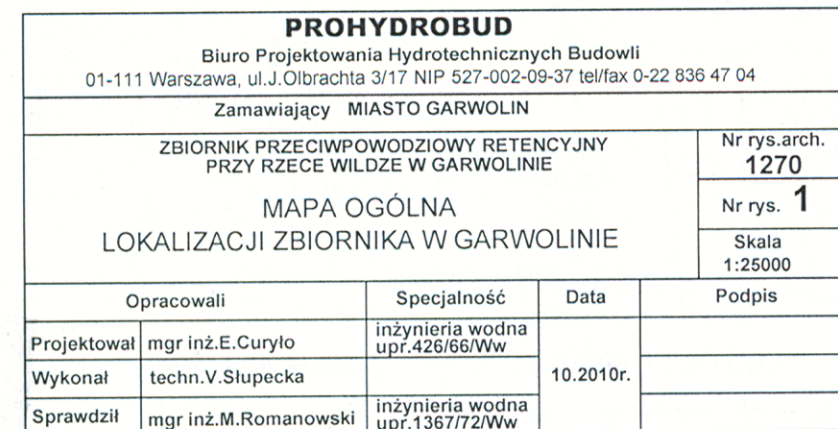 PROHYDROBUD
Biuro Projektowania Hydrotechnicznych Budowli
01-111 Warszawa, ul.J.Olbrachta 3/17 NIP 527-002-09-37 tel/fax 0-22 836 47 04
Zamawiający MIASTO GARWOLIN
ZBIORNIK PRZECIWPOWODZIOWY RETENCYJNY
PRZY RZECE WILDZE W GARWOLINIE
MAPA OGÓLNA
LOKALIZACJI ZBIORNIKA W GARWOLINIE
Nr rys.arch.
1270
Nr rys. 1
Skala
1:25000
Opracowali Specjalność Data Podpis
Projektował mgr inż.E.Curyło inżynieria wodna
upr.426/66/Ww
Wykonał techn.V.Słupecka 10.2010r.
Sprawdził mgr inż.M.Romanowski inżynieria wodna
upr.1367/72/Ww